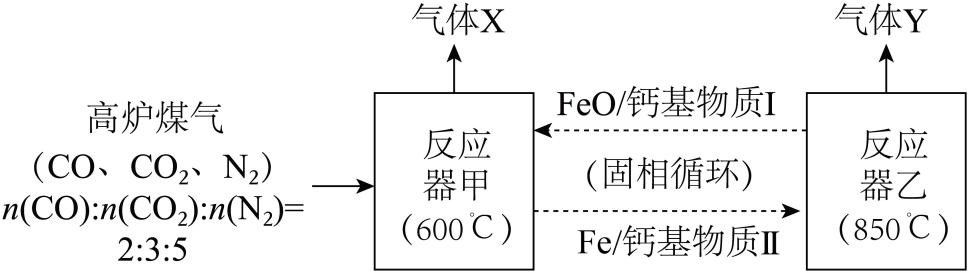 气体X
气体Y
高炉煤气
（CO、CO₂、N₂）
n(CO):n(CO₂):n(N₂)=
2:3:5
反应
器甲
(600℃)
FeO/钙基物质Ⅰ
(固相循环)
Fe/钙基物质Ⅱ
反应
器乙
(850℃)